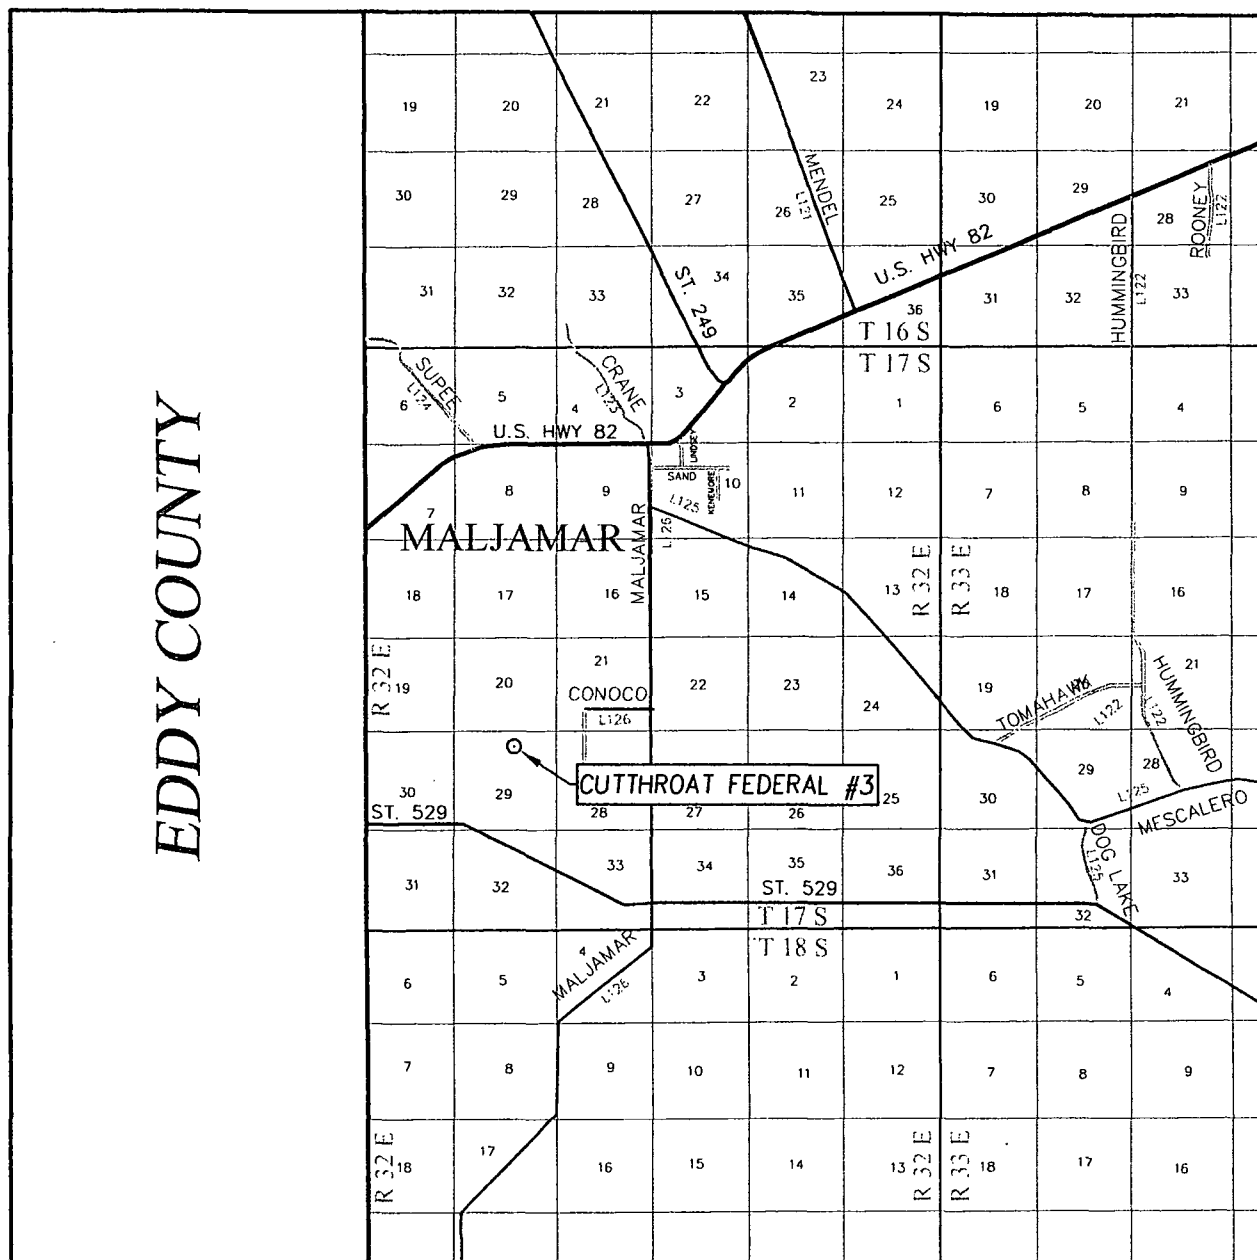 EDDY COUNTY
19 20 21 22 23 24 19 20 21
30 29 28 27 26 25 30 29 28
MENDEL
L121
ROONEY
L122
U.S. HWY 82
HUMMINGBIRD
L122
31 32 33 34 35 36 31 32 33
ST. 249
T 16 S
T 17 S
SUPEE
L124
CRANE
L123
6 5 4 3 2 1 6 5 4
U.S. HWY 82
LINDSEY
SAND
KENEMORE
7 8 9 10 11 12 7 8 9
L125
MALJAMAR
MALJAMAR
L126
R 32 E
R 33 E
18 17 16 15 14 13 18 17 16
R 32 E
19 20 21 22 23 24 19 21
CONOCO
L126
TOMAHAWK
L122
L122
HUMMINGBIRD
CUTTHROAT FEDERAL #3
30 29 28 27 26 25 30 29 28
ST. 529
L125
MESCALERO
DOG LAKE
L125
31 32 33 34 35 36 31 32 33
ST. 529
T 17 S
T 18 S
MALJAMAR
L126
6 5 4 3 2 1 6 5 4
7 8 9 10 11 12 7 8 9
R 32 E
R 32 E
R 33 E
18 17 16 15 14 13 18 17 16